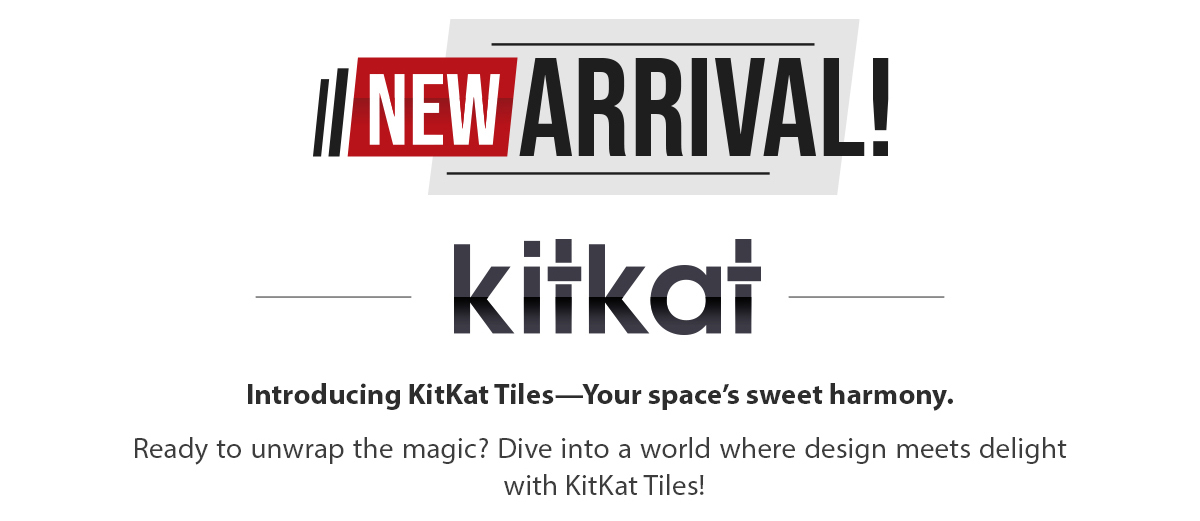 NEW ARRIVAL!
kitkat
Introducing KitKat Tiles—Your space’s sweet harmony.
Ready to unwrap the magic? Dive into a world where design meets delight
with KitKat Tiles!